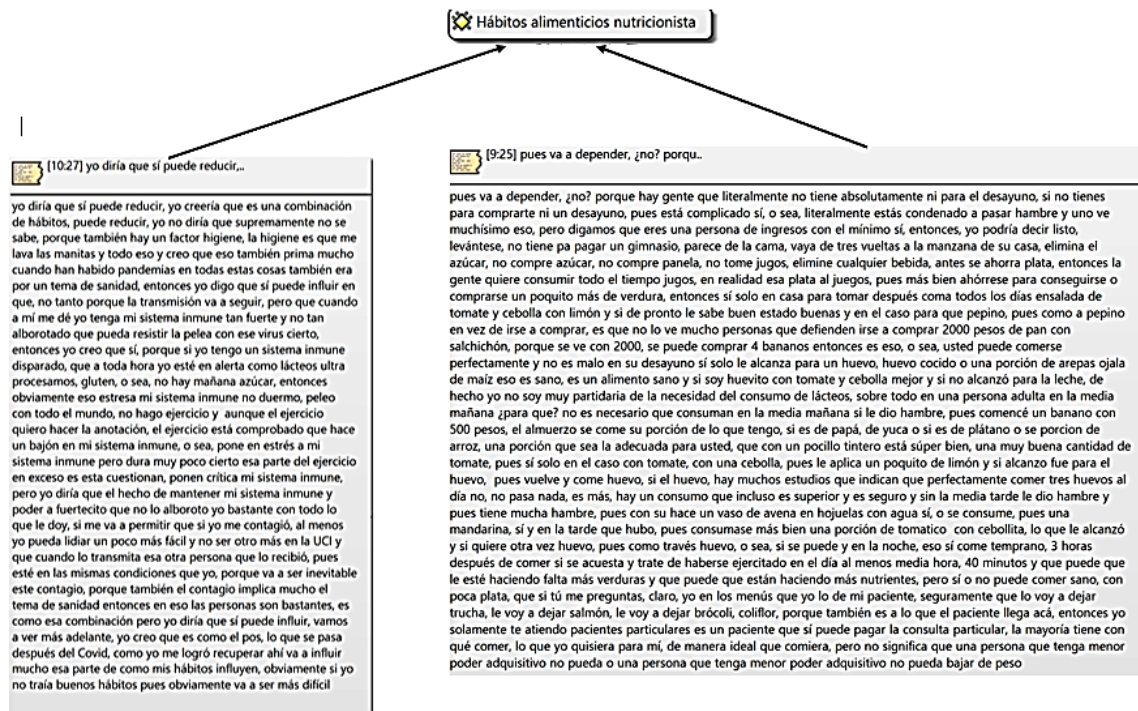 Hábitos alimenticios nutricionista
[10:27] yo diría que sí puede reducir,..
yo diría que sí puede reducir, yo creería que es una combinación
de hábitos, puede reducir, yo no diría que supremamente no se
sabe, porque también hay un factor higiene, la higiene es que me
lava las manitas y todo eso y creo que eso también prima mucho
cuando han habido pandemias en todas estas cosas también era
por un tema de sanidad, entonces yo digo que sí puede influir en
que, no tanto porque la transmisión va a seguir, pero que cuando
a mí me dé yo tenga mi sistema inmune tan fuerte y no tan
alborotado que pueda resistir la pelea con ese virus cierto,
entonces yo creo que sí, porque si yo tengo un sistema inmune
disparado, que a toda hora yo esté en alerta como lácteos ultra
procesamos, gluten, o sea, no hay mañana azúcar, entonces
obviamente eso estresa mi sistema inmune no duermo, peleo
con todo el mundo, no hago ejercicio y  aunque el ejercicio
quiero hacer la anotación, el ejercicio está comprobado que hace
un bajón en mi sistema inmune, o sea, pone en estrés a mi
sistema inmune pero dura muy poco cierto esa parte del ejercicio
en exceso es esta cuestionan, ponen crítica mi sistema inmune,
pero yo diría que el hecho de mantener mi sistema inmune y
poder a fuertecito que no lo alboroto yo bastante con todo lo
que le doy, si me va a permitir que si yo me contagió, al menos
yo pueda lidiar un poco más fácil y no ser otro más en la UCI y
que cuando lo transmita esa otra persona que lo recibió, pues
esté en las mismas condiciones que yo, porque va a ser inevitable
este contagio, porque también el contagio implica mucho el
tema de sanidad entonces en eso las personas son bastantes, es
como esa combinación pero yo diría que sí puede influir, vamos
a ver más adelante, yo creo que es como el pos, lo que se pasa
después del Covid, como yo me logró recuperar ahí va a influir
mucho esa parte de como mis hábitos influyen, obviamente si yo
no traía buenos hábitos pues obviamente va a ser más difícil
[9:25] pues va a depender, ¿no? porqu..
pues va a depender, ¿no? porque hay gente que literalmente no tiene absolutamente ni para el desayuno, si no tienes
para comprarte ni un desayuno, pues está complicado sí, o sea, literalmente estás condenado a pasar hambre y uno ve
muchísimo eso, pero digamos que eres una persona de ingresos con el mínimo sí, entonces, yo podría decir listo,
levántese, no tiene pa pagar un gimnasio, parece de la cama, vaya de tres vueltas a la manzana de su casa, elimina el
azúcar, no compre azúcar, no compre panela, no tome jugos, elimine cualquier bebida, antes se ahorra plata, entonces la
gente quiere consumir todo el tiempo jugos, en realidad esa plata al juegos, pues más bien ahórrese para conseguirse o
comprarse un poquito más de verdura, entonces sí solo en casa para tomar después coma todos los días ensalada de
tomate y cebolla con limón y si de pronto le sabe buen estado buenas y en el caso para que pepino, pues como a pepino
en vez de irse a comprar, es que no lo ve mucho personas que defienden irse a comprar 2000 pesos de pan con
salchichón, porque se ve con 2000, se puede comprar 4 bananos entonces es eso, o sea, usted puede comerse
perfectamente y no es malo en su desayuno sí solo le alcanza para un huevo, huevo cocido o una porción de arepas ojala
de maíz eso es sano, es un alimento sano y si soy huevito con tomate y cebolla mejor y si no alcanzó para la leche, de
hecho yo no soy muy partidaria de la necesidad del consumo de lácteos, sobre todo en una persona adulta en la media
mañana ¿para que? no es necesario que consuman en la media mañana si le dio hambre, pues comencé un banano con
500 pesos, el almuerzo se come su porción de lo que tengo, si es de papá, de yuca o si es de plátano o se porcion de
arroz, una porción que sea la adecuada para usted, que con un pocillo tintero está súper bien, una muy buena cantidad de
tomate, pues sí solo en el caso con tomate, con una cebolla, pues le aplica un poquito de limón y si alcanzo fue para el
huevo,  pues vuelve y come huevo, si el huevo, hay muchos estudios que indican que perfectamente comer tres huevos al
día no, no pasa nada, es más, hay un consumo que incluso es superior y es seguro y sin la media tarde le dio hambre y
pues tiene mucha hambre, pues con su hace un vaso de avena en hojuelas con agua sí, o se consume, pues una
mandarina, sí y en la tarde que hubo, pues consumase más bien una porción de tomatico  con cebollita, lo que le alcanzó
y si quiere otra vez huevo, pues como través huevo, o sea, si se puede y en la noche, eso sí come temprano, 3 horas
después de comer si se acuesta y trate de haberse ejercitado en el día al menos media hora, 40 minutos y que puede que
le esté haciendo falta más verduras y que puede que están haciendo más nutrientes, pero sí o no puede comer sano, con
poca plata, que si tú me preguntas, claro, yo en los menús que yo lo de mi paciente, seguramente que lo voy a dejar
trucha, le voy a dejar salmón, le voy a dejar brócoli, coliflor, porque también es a lo que el paciente llega acá, entonces yo
solamente te atiendo pacientes particulares es un paciente que sí puede pagar la consulta particular, la mayoría tiene con
qué comer, lo que yo quisiera para mí, de manera ideal que comiera, pero no significa que una persona que tenga menor
poder adquisitivo no pueda o una persona que tenga menor poder adquisitivo no pueda bajar de peso